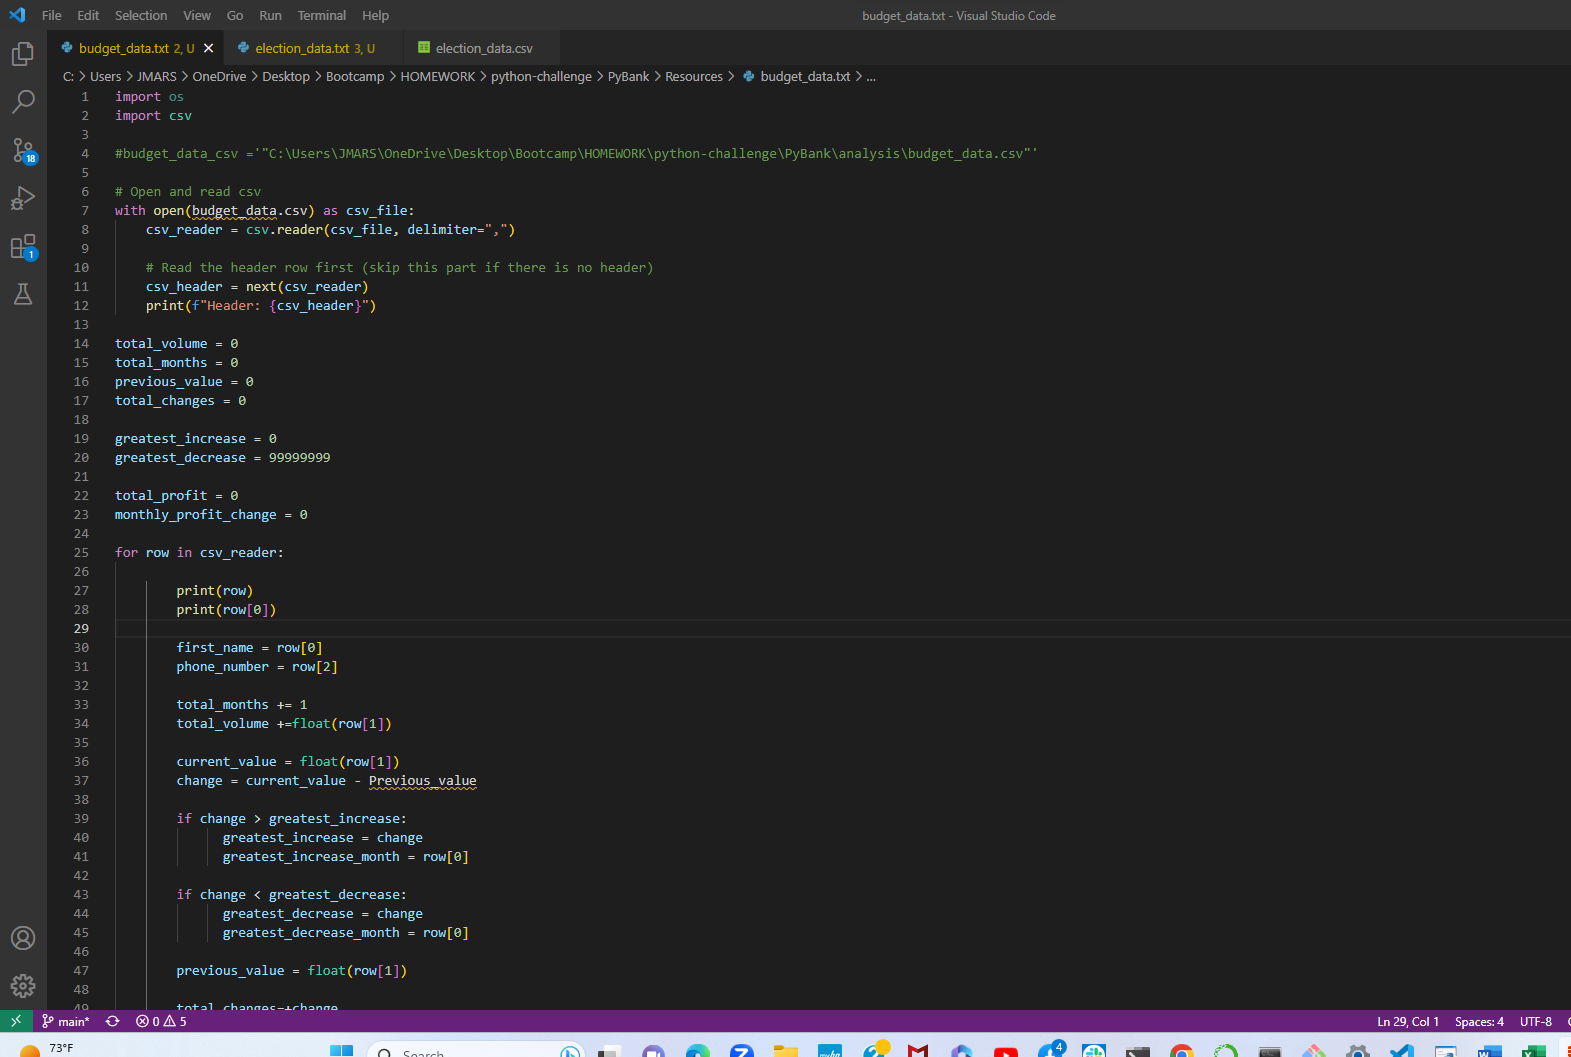 File Edit Selection View Go Run Terminal Help
budget_data.txt - Visual Studio Code
budget_data.txt 2, U
election_data.txt 3, U
election_data.csv
C: > Users > JMARS > OneDrive > Desktop > Bootcamp > HOMEWORK > python-challenge > PyBank > Resources > budget_data.txt > ...
1 import os
2 import csv
3
4 #budget_data_csv ='"C:\Users\JMARS\OneDrive\Desktop\Bootcamp\HOMEWORK\python-challenge\PyBank\analysis\budget_data.csv"'
5
6 # Open and read csv
7 with open(budget_data.csv) as csv_file:
8     csv_reader = csv.reader(csv_file, delimiter=",")
9
10     # Read the header row first (skip this part if there is no header)
11     csv_header = next(csv_reader)
12     print(f"Header: {csv_header}")
13
14 total_volume = 0
15 total_months = 0
16 previous_value = 0
17 total_changes = 0
18
19 greatest_increase = 0
20 greatest_decrease = 99999999
21
22 total_profit = 0
23 monthly_profit_change = 0
24
25 for row in csv_reader:
26
27         print(row)
28         print(row[0])
29
30         first_name = row[0]
31         phone_number = row[2]
32
33         total_months += 1
34         total_volume +=float(row[1])
35
36         current_value = float(row[1])
37         change = current_value - Previous_value
38
39         if change > greatest_increase:
40               greatest_increase = change
41               greatest_increase_month = row[0]
42
43         if change < greatest_decrease:
44               greatest_decrease = change
45               greatest_decrease_month = row[0]
46
47         previous_value = float(row[1])
48
49         total_changes=+change
18
1
main* 0 5
Ln 29, Col 1 Spaces: 4 UTF-8
73°F
Search
4